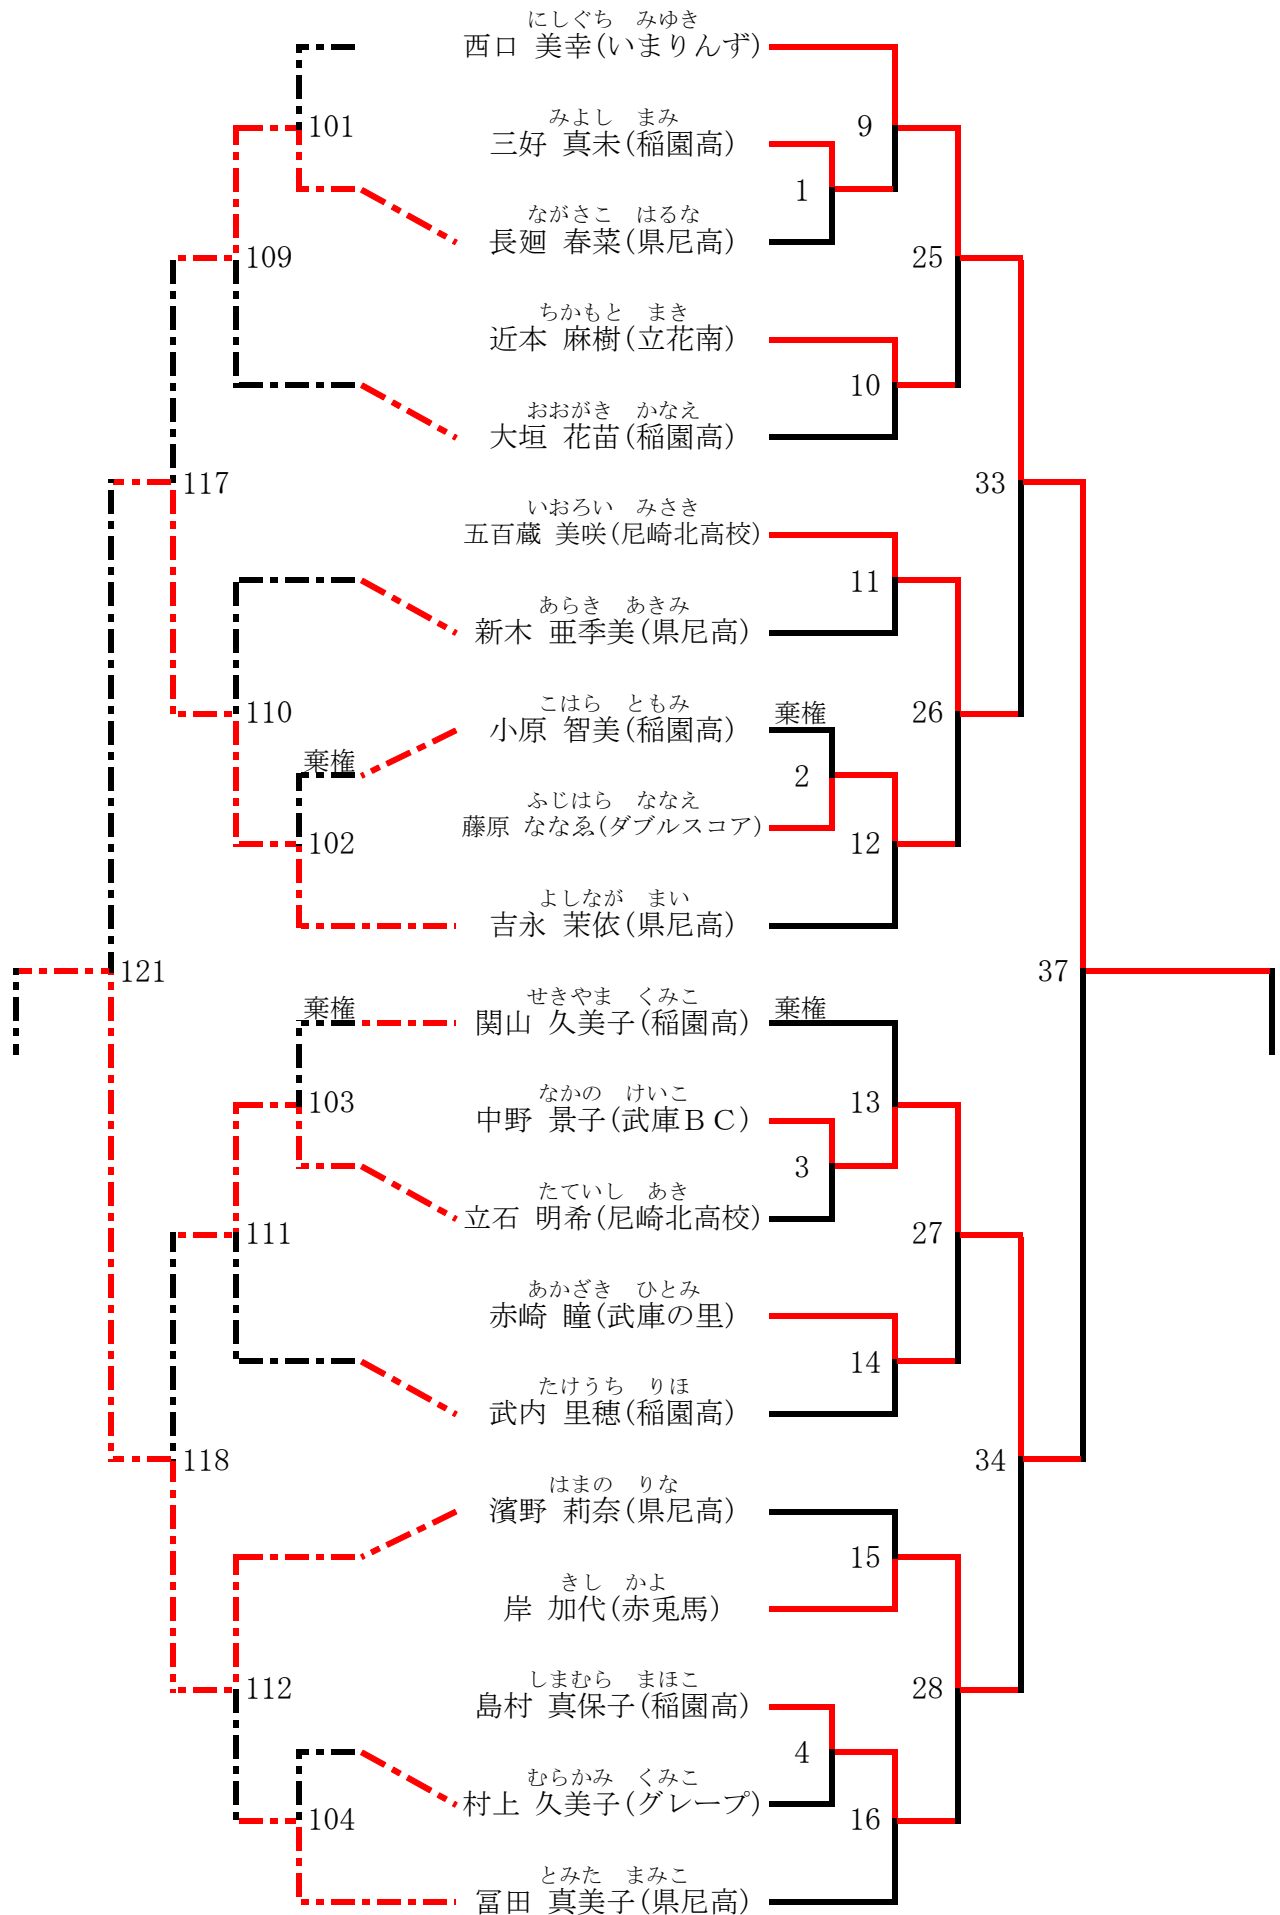 にしぐち　みゆき
西口 美幸(いまりんず)
101
みよし　まみ
9
三好 真未(稲園高)
1
ながさこ　はるな
長廻 春菜(県尼高)
109
25
ちかもと　まき
近本 麻樹(立花南)
10
おおがき　かなえ
大垣 花苗(稲園高)
117
33
いおろい　みさき
五百蔵 美咲(尼崎北高校)
11
あらき　あきみ
新木 亜季美(県尼高)
こはら　ともみ
110
棄権
26
小原 智美(稲園高)
棄権
2
ふじはら　ななえ
藤原 ななゑ(ダブルスコア)
102
12
よしなが　まい
吉永 茉依(県尼高)
121
37
せきやま　くみこ
棄権
棄権
関山 久美子(稲園高)
なかの　けいこ
103
13
中野 景子(武庫ＢＣ)
3
たていし　あき
立石 明希(尼崎北高校)
111
27
あかざき　ひとみ
赤崎 瞳(武庫の里)
14
たけうち　りほ
武内 里穂(稲園高)
118
34
はまの　りな
濱野 莉奈(県尼高)
15
きし　かよ
岸 加代(赤兎馬)
しまむら　まほこ
112
28
島村 真保子(稲園高)
4
むらかみ　くみこ
村上 久美子(グレープ)
104
16
とみた　まみこ
冨田 真美子(県尼高)